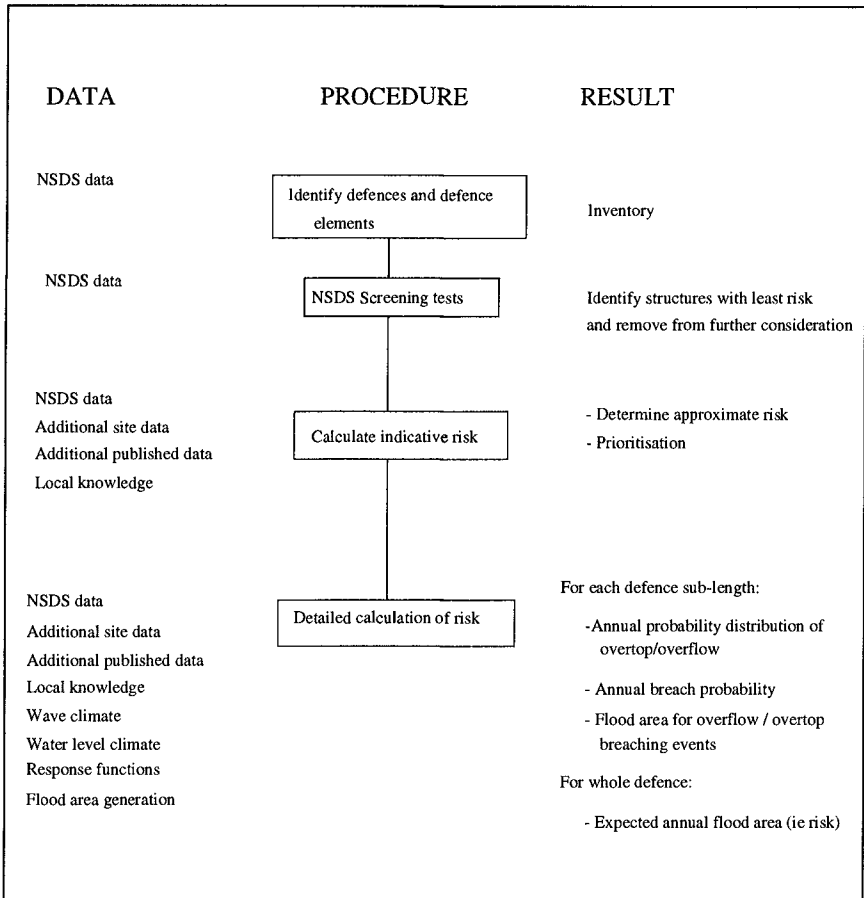 DATA
PROCEDURE
RESULT
NSDS data
Identify defences and defence
elements
Inventory
NSDS data
NSDS Screening tests
Identify structures with least risk
and remove from further consideration
NSDS data
Additional site data
Additional published data
Local knowledge
Calculate indicative risk
- Determine approximate risk
- Prioritisation
NSDS data
Additional site data
Additional published data
Local knowledge
Wave climate
Water level climate
Response functions
Flood area generation
Detailed calculation of risk
For each defence sub-length:
-Annual probability distribution of
overtop/overflow
- Annual breach probability
- Flood area for overflow / overtop
breaching events
For whole defence:
- Expected annual flood area (ie risk)